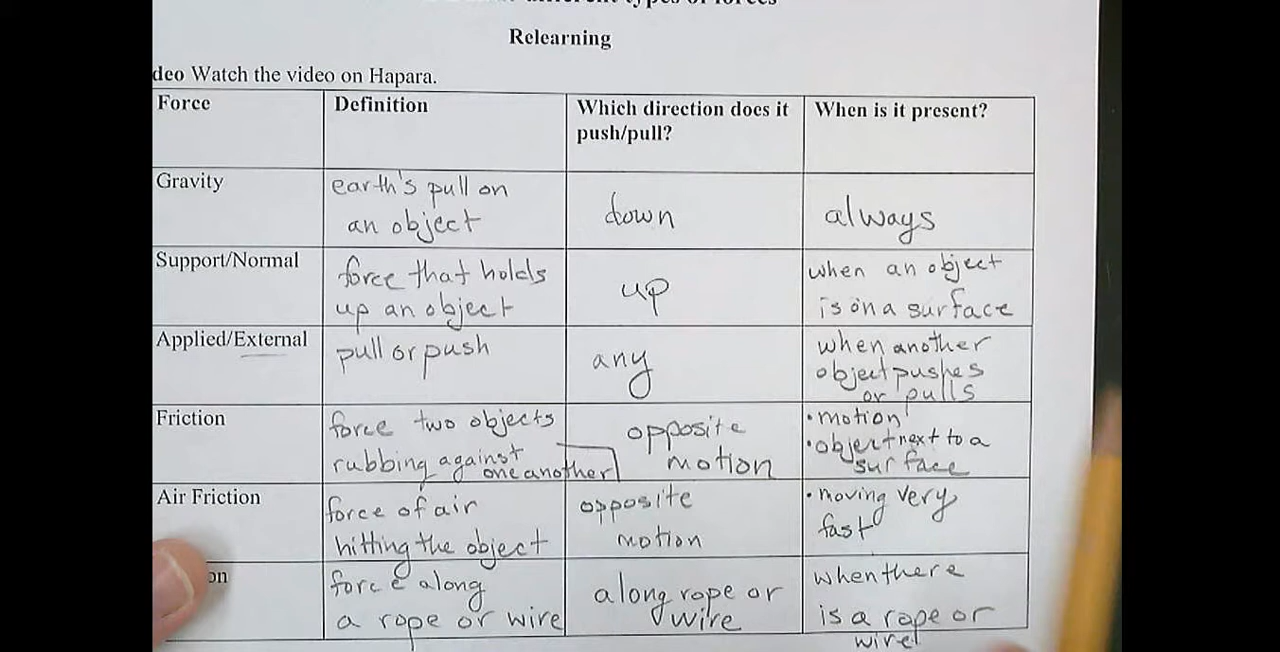 different types of forces
Relearning
deo Watch the video on Hapara.
Force
Definition
Which direction does it
push/pull?
When is it present?
Gravity
earth's pull on
an object
down
always
Support/Normal
force that holds
up an object
up
when an object
is on a surface
Applied/External
pull or push
any
when another
object pushes
or pulls
Friction
force two objects
rubbing against
one another
opposite
motion
• motion
• object next to a
surface
Air Friction
force of air
hitting the object
opposite
motion
• moving very
fast
on
force along
a rope or wire
along rope or
wire
when there
is a rope or
wire